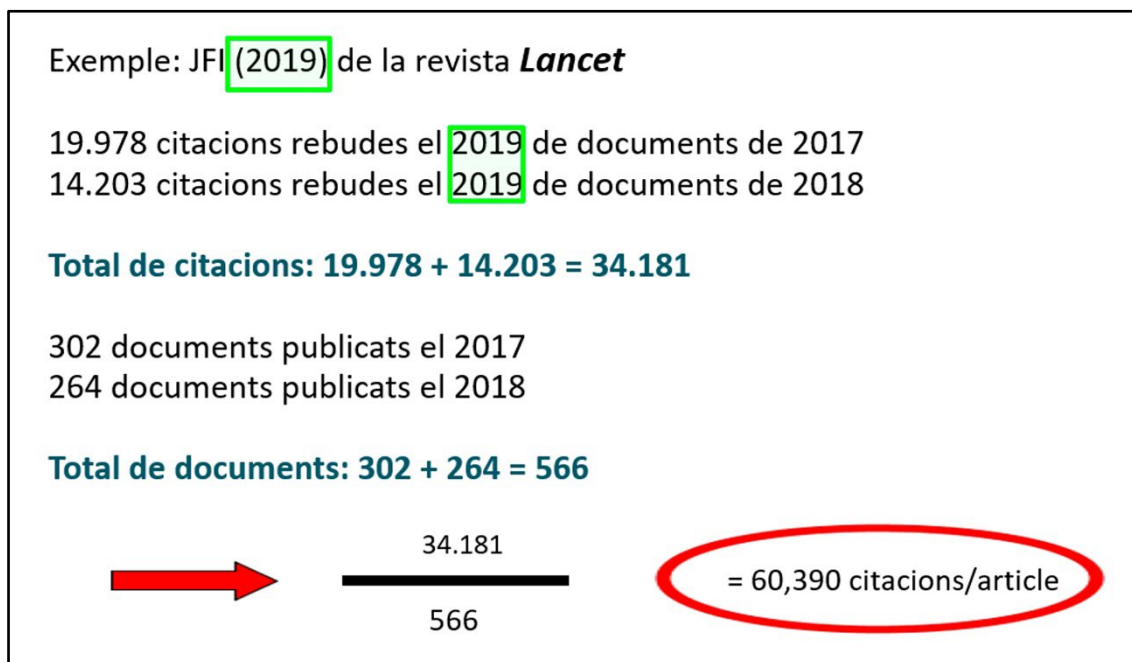 Exemple: JFI (2019) de la revista Lancet
19.978 citacions rebudes el 2019 de documents de 2017
14.203 citacions rebudes el 2019 de documents de 2018
Total de citacions: 19.978 + 14.203 = 34.181
302 documents publicats el 2017
264 documents publicats el 2018
Total de documents: 302 + 264 = 566
34.181
566
= 60,390 citacions/article